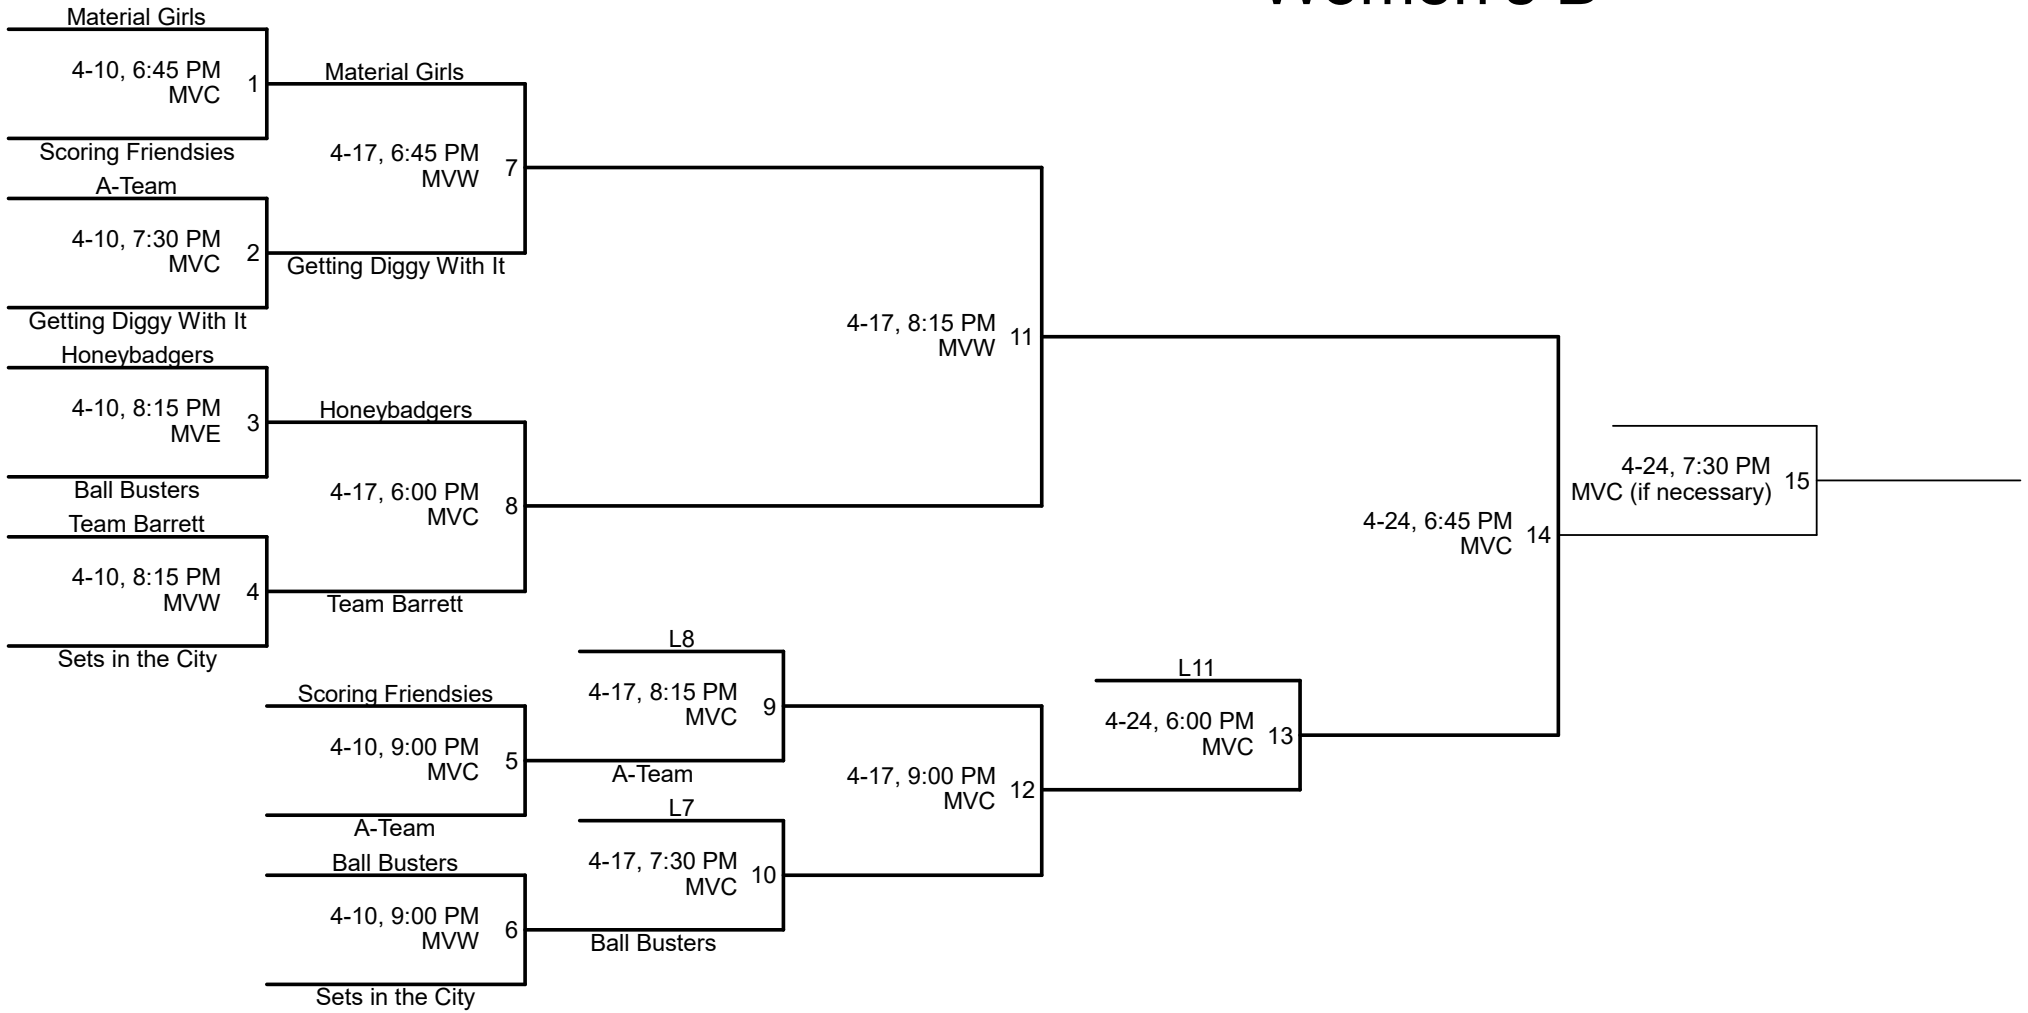 Women's B
Material Girls
4-10, 6:45 PM
MVC
1
Scoring Friendsies
Material Girls
4-17, 6:45 PM
MVW
7
A-Team
4-10, 7:30 PM
MVC
2
Getting Diggy With It
Getting Diggy With It
4-17, 8:15 PM
MVW
11
Honeybadgers
4-10, 8:15 PM
MVE
3
Ball Busters
Honeybadgers
4-17, 6:00 PM
MVC
8
Team Barrett
4-10, 8:15 PM
MVW
4
Sets in the City
Team Barrett
4-24, 6:45 PM
MVC
14
4-24, 7:30 PM
MVC (if necessary)
15
Scoring Friendsies
4-10, 9:00 PM
MVC
5
A-Team
L8
4-17, 8:15 PM
MVC
9
A-Team
L11
4-24, 6:00 PM
MVC
13
4-17, 9:00 PM
MVC
12
L7
4-17, 7:30 PM
MVC
10
Ball Busters
Ball Busters
4-10, 9:00 PM
MVW
6
Sets in the City